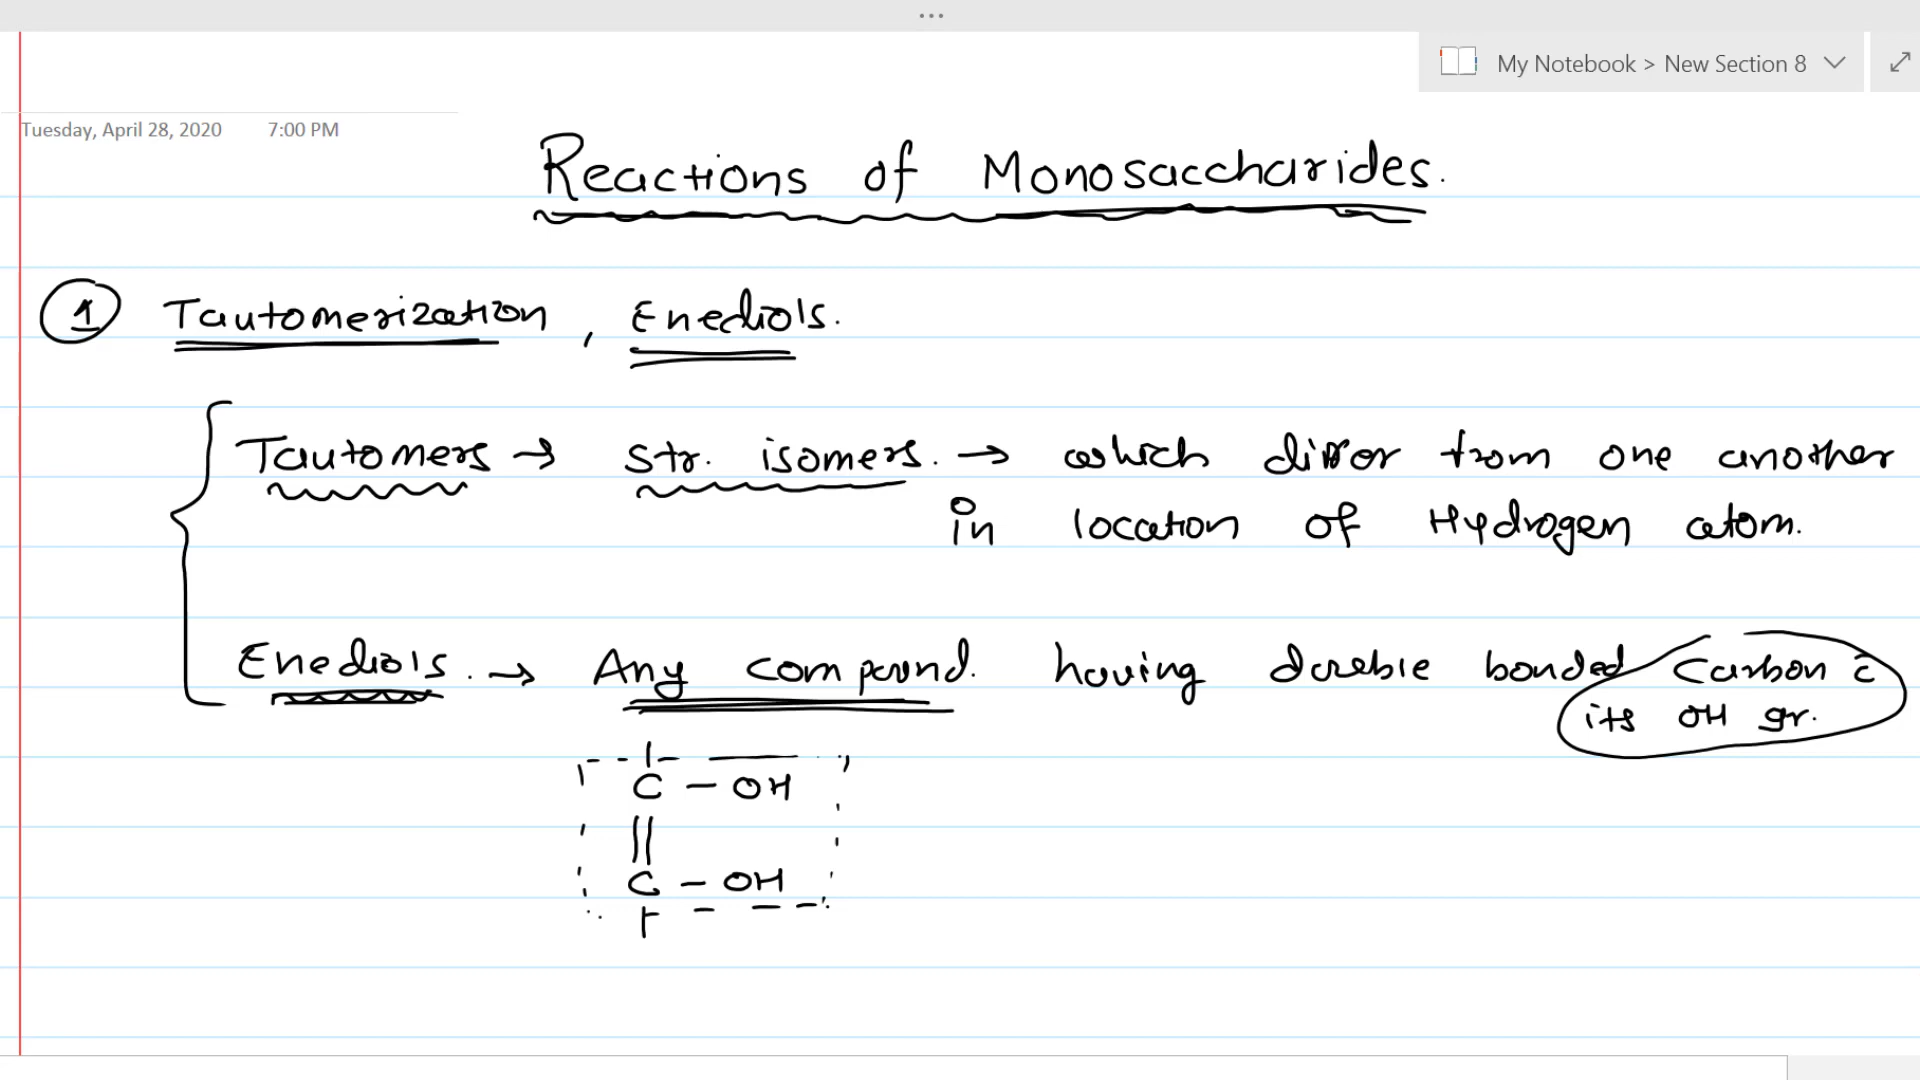 ...
My Notebook > New Section 8
Tuesday, April 28, 2020 7:00 PM
Reactions of Monosaccharides.
1 Tautomerization, Enediols.
Tautomers → str. isomers. → which differ from one another
in location of Hydrogen atom.
Enediols. → Any compound. having double bonded Carbon c̄
its OH gr.
C - OH
||
C - OH